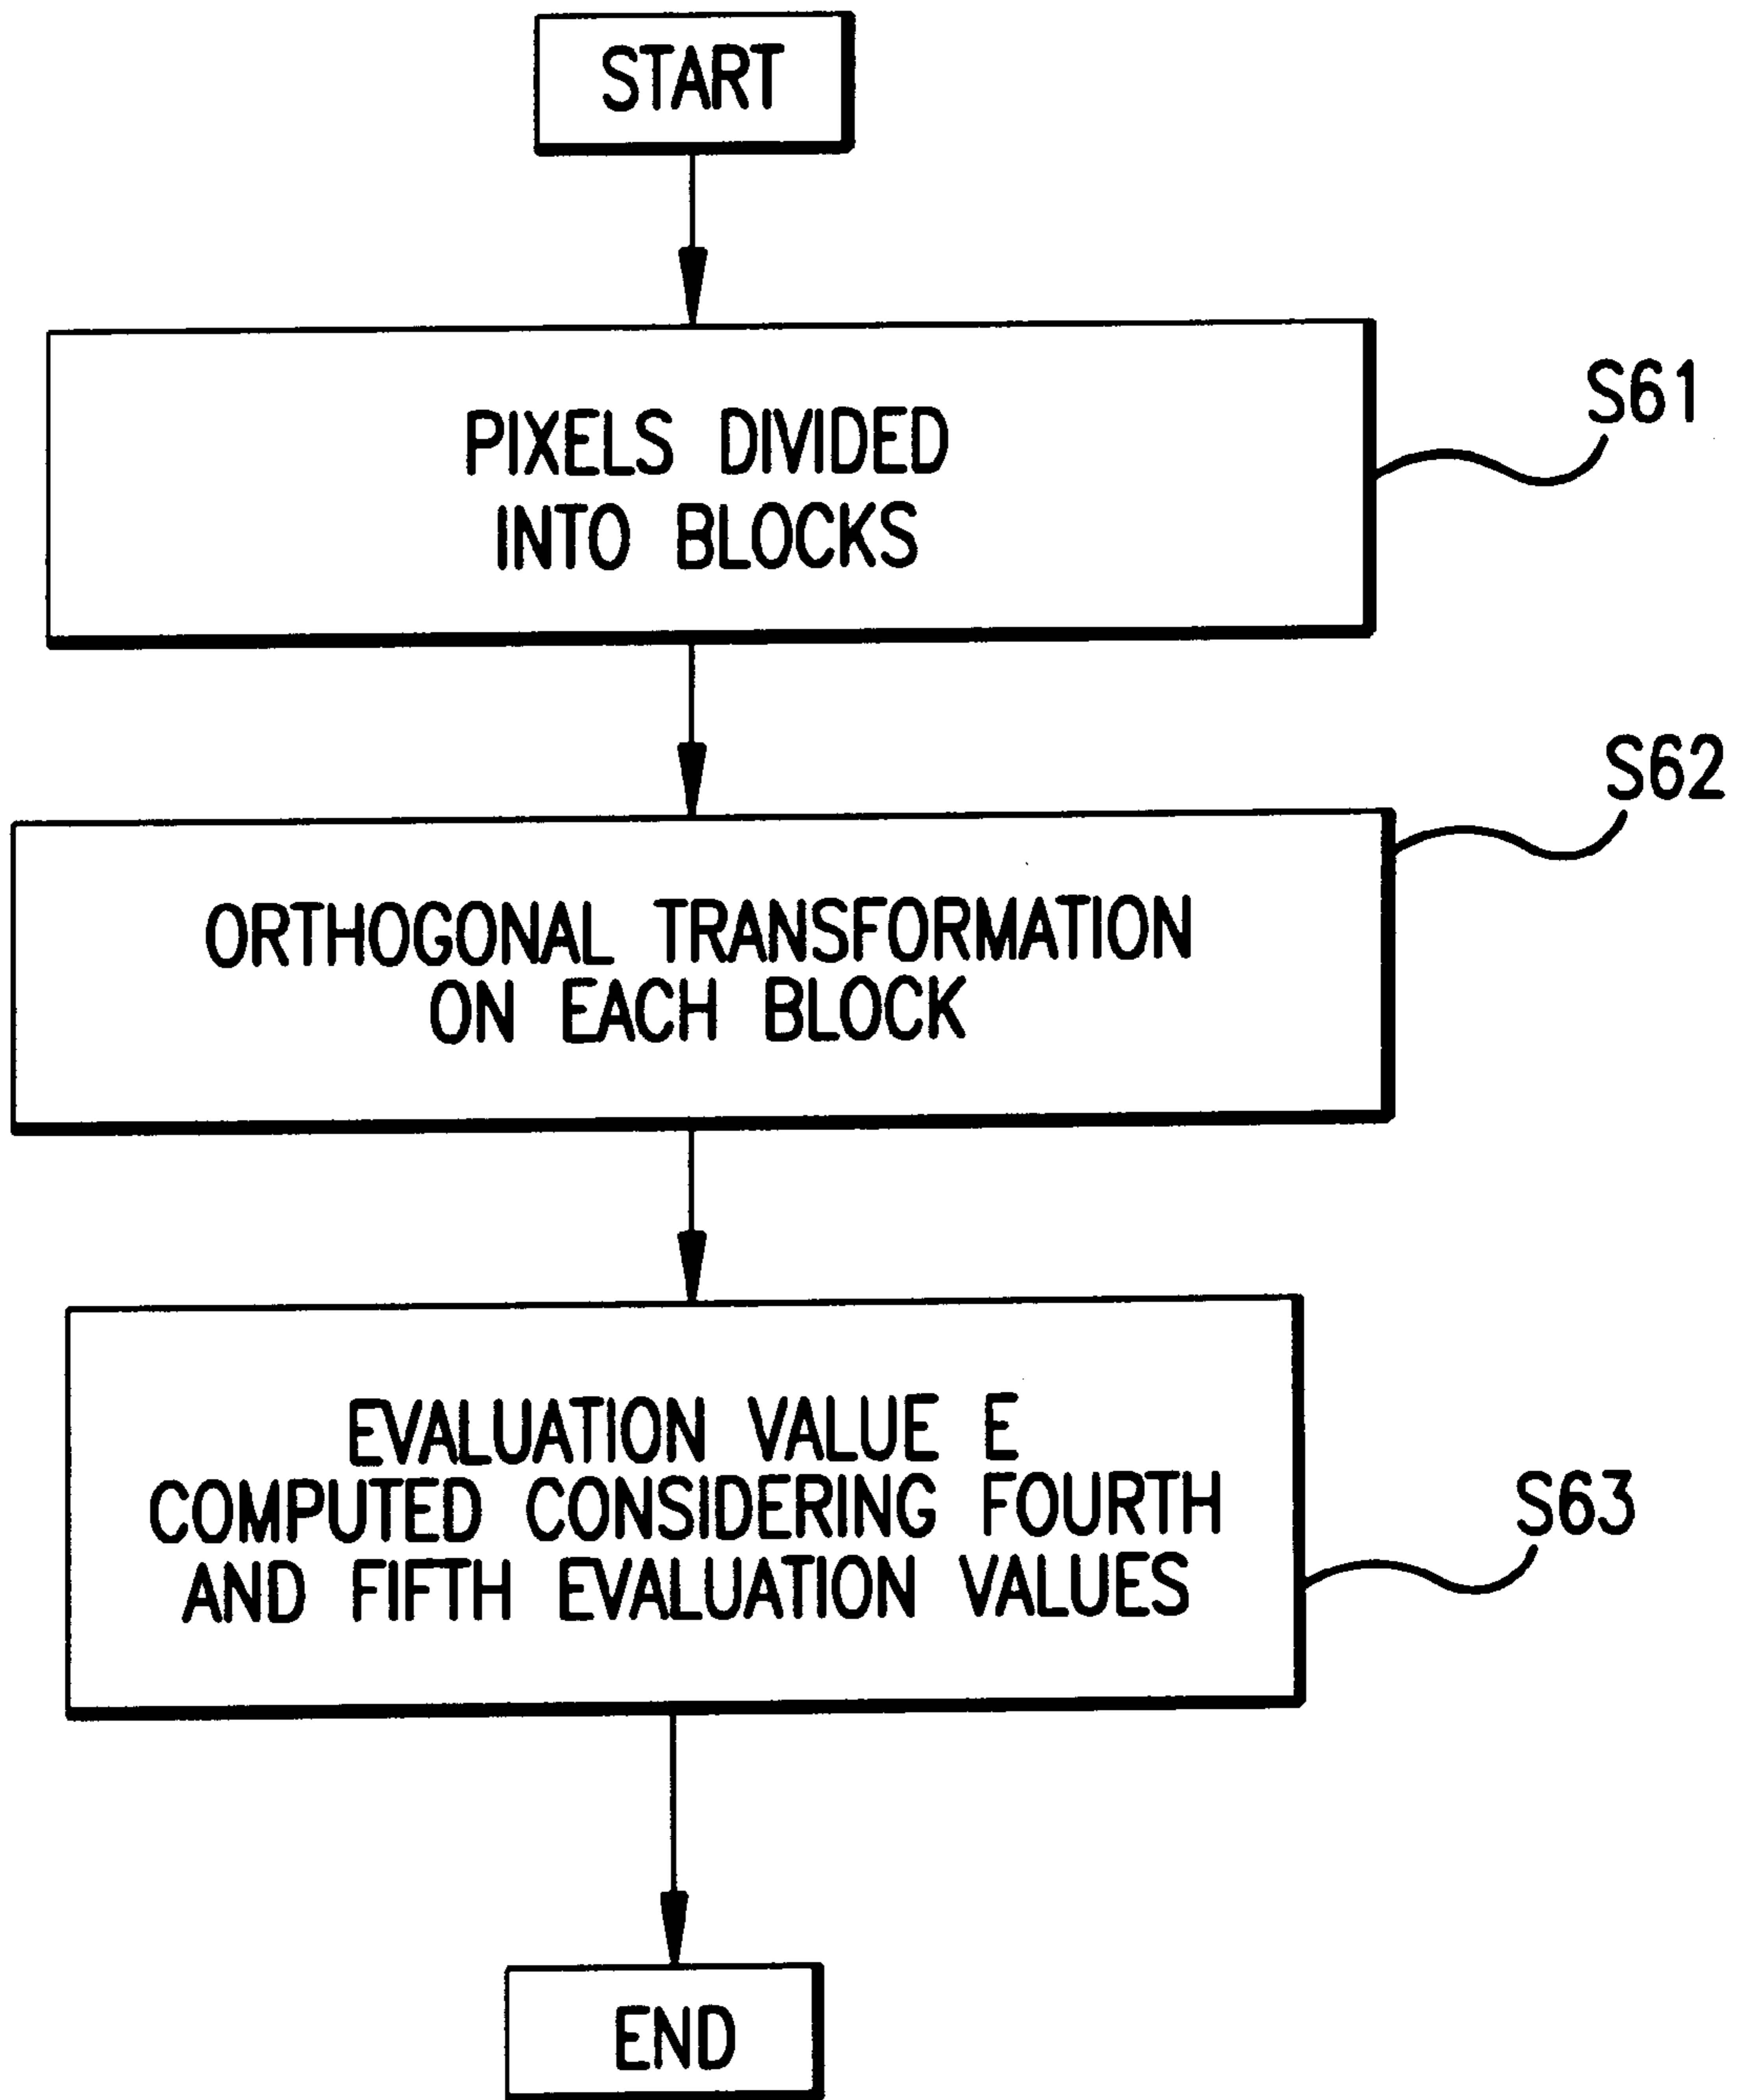 START
PIXELS DIVIDED
INTO BLOCKS
S61
S62
ORTHOGONAL TRANSFORMATION
ON EACH BLOCK
EVALUATION VALUE E
COMPUTED CONSIDERING FOURTH
AND FIFTH EVALUATION VALUES
S63
END